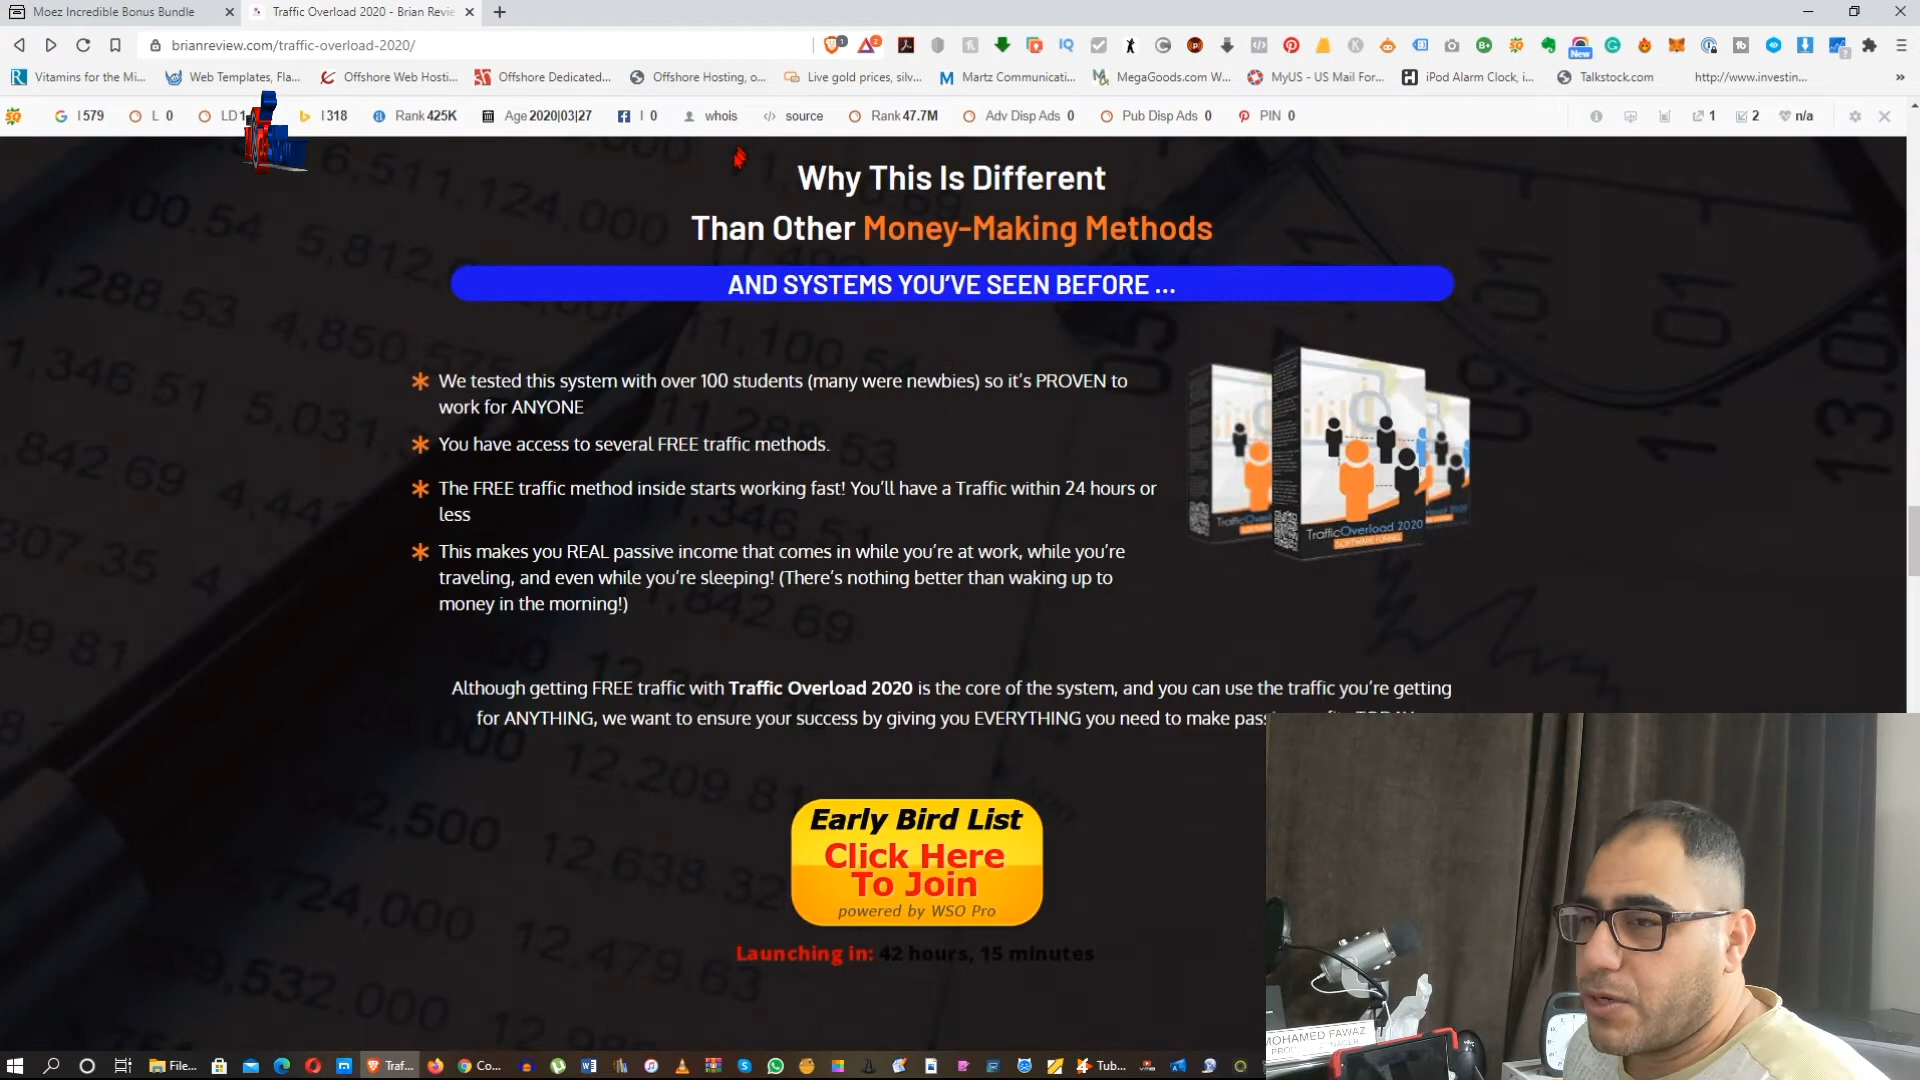 Moez Incredible Bonus Bundle
Traffic Overload 2020 - Brian Revie
brianreview.com/traffic-overload-2020/
Vitamins for the Mi... Web Templates, Fla... Offshore Web Hosti... Offshore Dedicated... Offshore Hosting, o... Live gold prices, silv... Martz Communicati... MegaGoods.com W... MyUS - US Mail For... iPod Alarm Clock, i... Talkstock.com http://www.investin...
I 579 L 0 LD 1 I 318 Rank 425K Age 2020|03|27 I 0 whois source Rank 47.7M Adv Disp Ads 0 Pub Disp Ads 0 PIN 0 1 2 n/a
Why This Is Different
Than Other Money-Making Methods
AND SYSTEMS YOU'VE SEEN BEFORE ...
We tested this system with over 100 students (many were newbies) so it's PROVEN to
work for ANYONE
You have access to several FREE traffic methods.
The FREE traffic method inside starts working fast! You'll have a Traffic within 24 hours or
less
This makes you REAL passive income that comes in while you're at work, while you're
traveling, and even while you're sleeping! (There's nothing better than waking up to
money in the morning!)
TrafficOverload 2020
SOFTWARE FUNNEL
Although getting FREE traffic with Traffic Overload 2020 is the core of the system, and you can use the traffic you're getting
for ANYTHING, we want to ensure your success by giving you EVERYTHING you need to make
Early Bird List
Click Here
To Join
powered by WSO Pro
Launching in: 42 hours, 15 minutes
MOHAMED FAWAZ
File... Traf... Co... Tub...